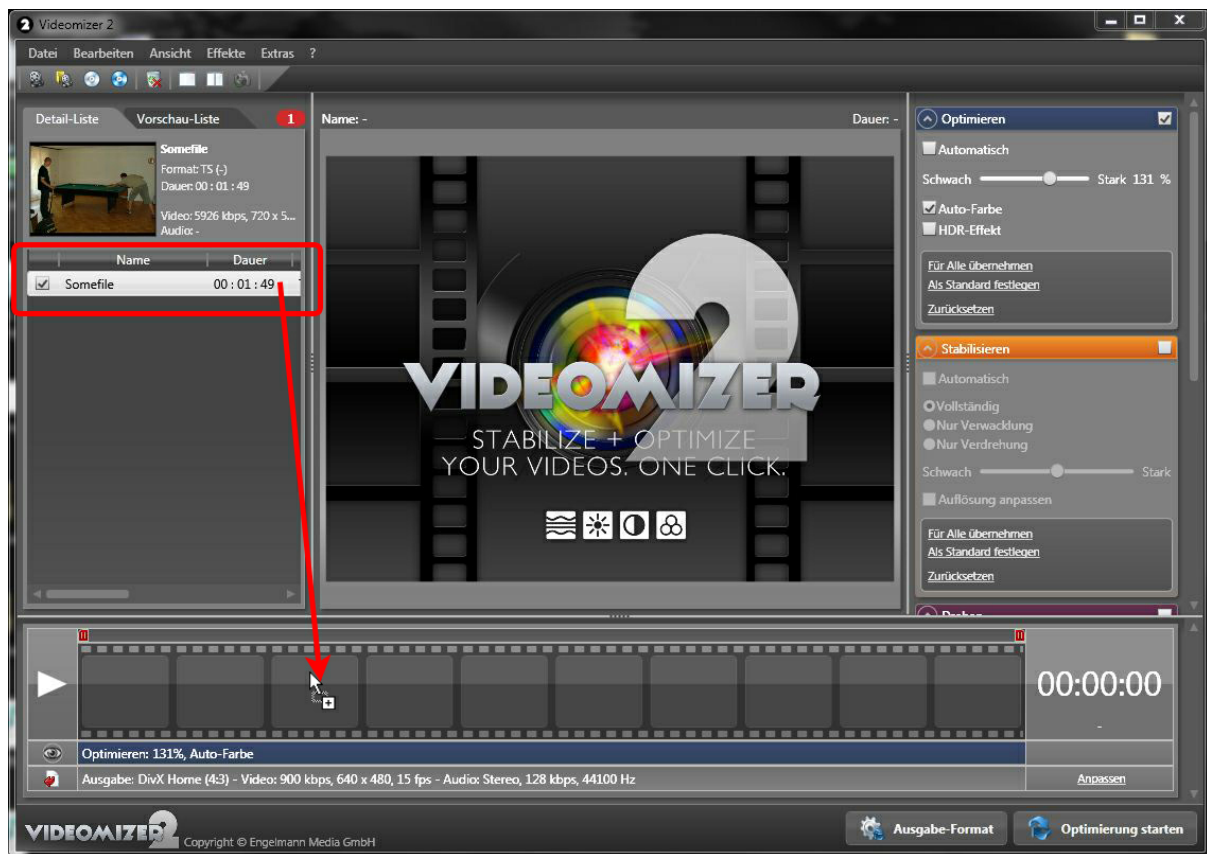 Videomizer 2
Datei Bearbeiten Ansicht Effekte Extras ?
Detail-Liste Vorschau-Liste 1
Somefile
Format: TS (-)
Dauer: 00 : 01 : 49
Video: 5926 kbps, 720 x 5...
Audio: -
Name Dauer
Somefile 00 : 01 : 49
Name: - Dauer: -
2
VIDEOMIZER
STABILIZE + OPTIMIZE
YOUR VIDEOS. ONE CLICK.
Optimieren
Automatisch
Schwach Stark 131 %
Auto-Farbe
HDR-Effekt
Für Alle übernehmen
Als Standard festlegen
Zurücksetzen
Stabilisieren
Automatisch
Vollständig
Nur Verwacklung
Nur Verdrehung
Schwach Stark
Auflösung anpassen
Für Alle übernehmen
Als Standard festlegen
Zurücksetzen
00:00:00
-
Optimieren: 131%, Auto-Farbe
Ausgabe: DivX Home (4:3) - Video: 900 kbps, 640 x 480, 15 fps - Audio: Stereo, 128 kbps, 44100 Hz Anpassen
VIDEOMIZER 2 Copyright © Engelmann Media GmbH
Ausgabe-Format Optimierung starten